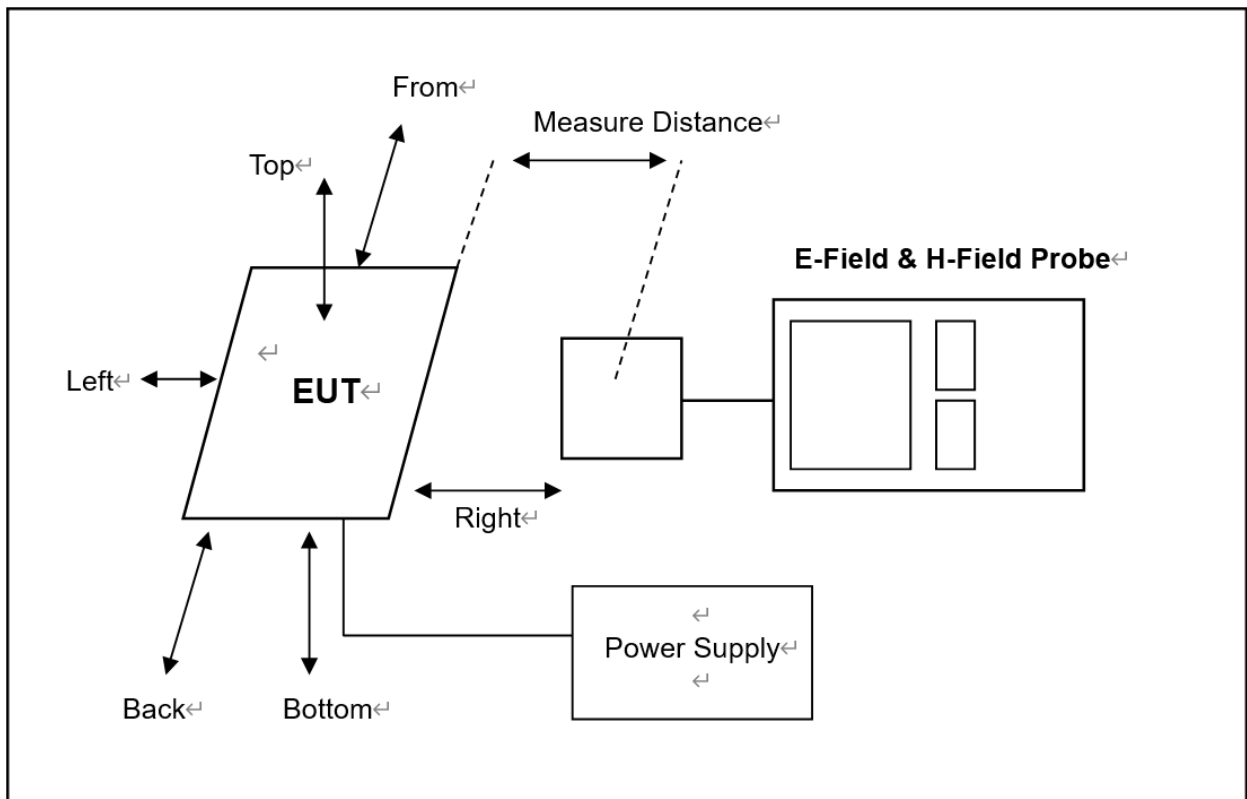 From↵
Measure Distance↵
Top↵
E-Field & H-Field Probe↵
Left↵
↵
EUT↵
Right↵
↵
Power Supply↵
↵
Back↵
Bottom↵